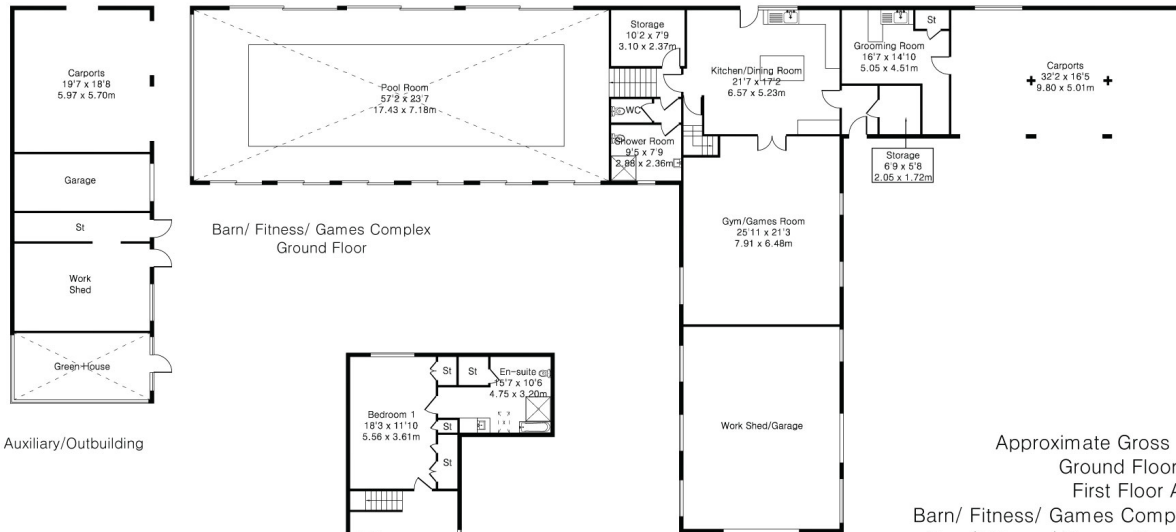 Carports
19'7 x 18'8
5.97 x 5.70m
Garage
St
Work
Shed
Green House
Auxiliary/Outbuilding
Pool Room
57'2 x 23'7
17.43 x 7.18m
Barn/ Fitness/ Games Complex
Ground Floor
Storage
10'2 x 7'9
3.10 x 2.37m
WC
Shower Room
9'5 x 7'9
2.88 x 2.36m
Kitchen/Dining Room
21'7 x 17'2
6.57 x 5.23m
Grooming Room
16'7 x 14'10
5.05 x 4.51m
St
Carports
32'2 x 16'5
9.80 x 5.01m
Storage
6'9 x 5'8
2.05 x 1.72m
Gym/Games Room
25'11 x 21'3
7.91 x 6.48m
Work Shed/Garage
Bedroom 1
18'3 x 11'10
5.56 x 3.61m
St
St
St
St
En-suite
15'7 x 10'6
4.75 x 3.20m
Approximate Gross
Ground Floor
First Floor A
Barn/ Fitness/ Games Comp